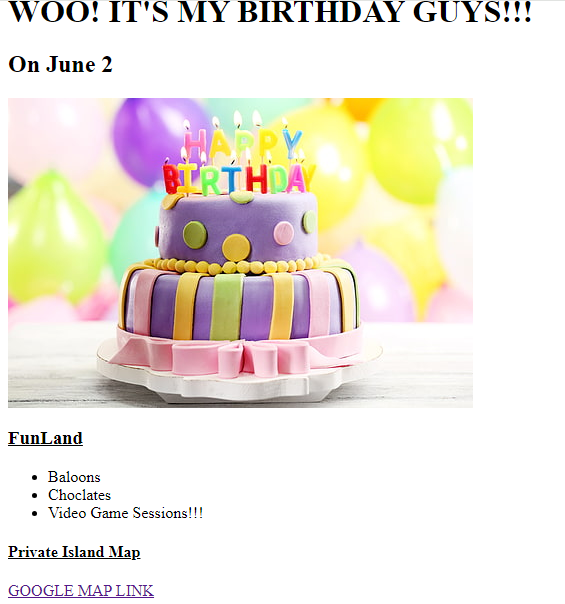 WOO! IT'S MY BIRTHDAY GUYS!!!
On June 2
HAPPY
BIRTHDAY
FunLand
Baloons
Choclates
Video Game Sessions!!!
Private Island Map
GOOGLE MAP LINK